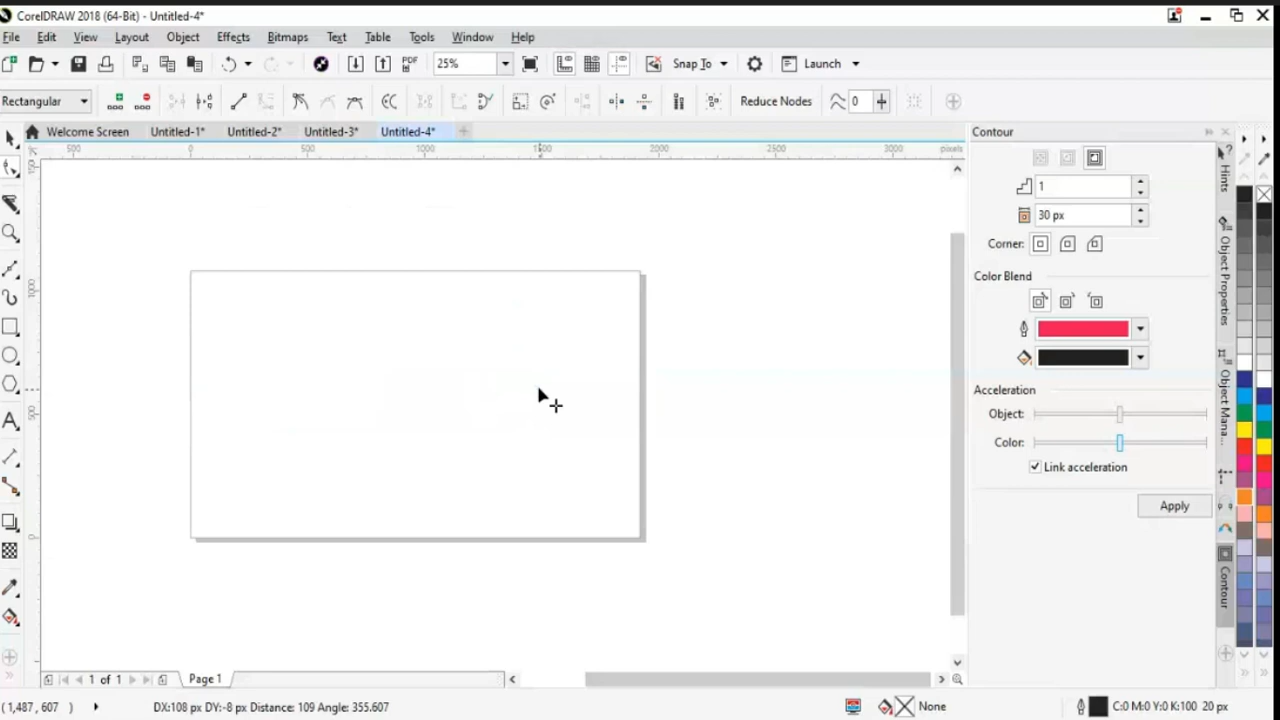 CorelDRAW 2018 (64-Bit) - Untitled-4*
File Edit View Layout Object Effects Bitmaps Text Table Tools Window Help
PDF 25% Snap To Launch
Rectangular Reduce Nodes 0
Welcome Screen Untitled-1* Untitled-2* Untitled-3* Untitled-4*
Contour
500 0 500 1000 1500 2000 2500 3000 pixels
1
30 px
Corner:
Color Blend
Acceleration
Object:
Color:
Link acceleration
Apply
Hints
Object Properties
Object Mana...
Contour
1000
500
0
1 of 1 Page 1
(1,487, 607 ) DX:108 px DY:-8 px Distance: 109 Angle: 355.607 None C:0 M:0 Y:0 K:100 20 px